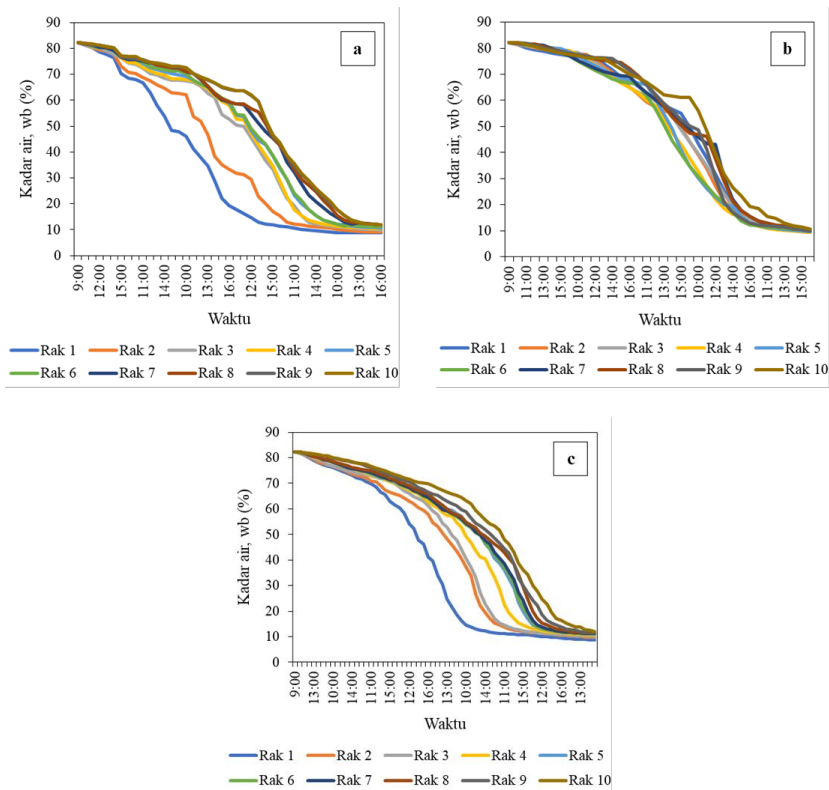 a
Kadar air, wb (%)
90
80
70
60
50
40
30
20
10
0
9:00 12:00 15:00 11:00 14:00 10:00 13:00 16:00 12:00 15:00 11:00 14:00 10:00 13:00 16:00
Waktu
Rak 1 Rak 2 Rak 3 Rak 4 Rak 5
Rak 6 Rak 7 Rak 8 Rak 9 Rak 10
b
Kadar air, wb (%)
90
80
70
60
50
40
30
20
10
0
9:00 11:00 13:00 15:00 10:00 12:00 14:00 16:00 11:00 13:00 15:00 10:00 12:00 14:00 16:00 11:00 13:00 15:00
Waktu
Rak 1 Rak 2 Rak 3 Rak 4 Rak 5
Rak 6 Rak 7 Rak 8 Rak 9 Rak 10
c
Kadar air, wb (%)
90
80
70
60
50
40
30
20
10
0
9:00 13:00 10:00 14:00 11:00 15:00 12:00 16:00 13:00 10:00 14:00 11:00 15:00 12:00 16:00 13:00
Waktu
Rak 1 Rak 2 Rak 3 Rak 4 Rak 5
Rak 6 Rak 7 Rak 8 Rak 9 Rak 10